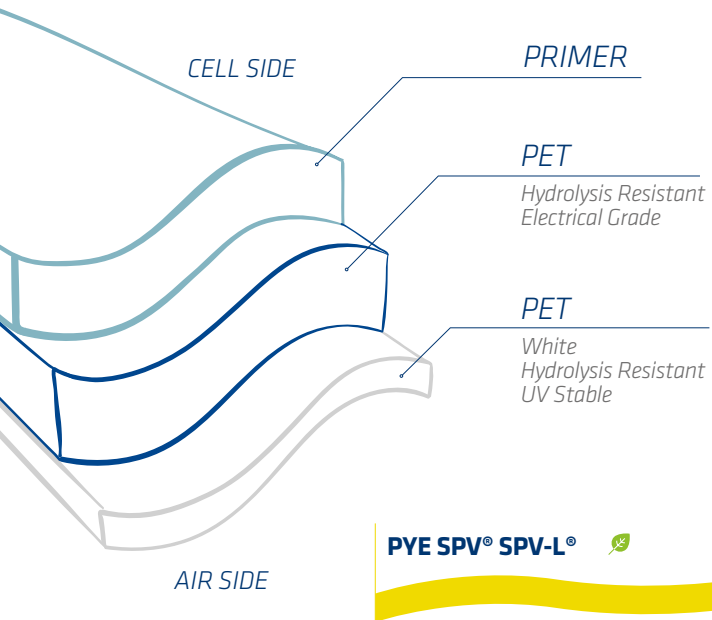 CELL SIDE
PRIMER
PET
Hydrolysis Resistant
Electrical Grade
PET
White
Hydrolysis Resistant
UV Stable
PYE SPV® SPV-L®
AIR SIDE